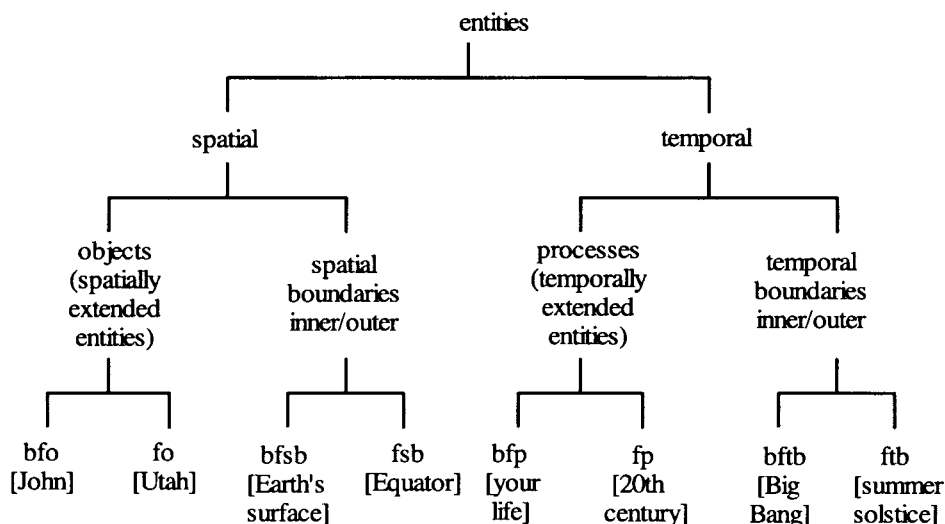 entities
spatial
temporal
objects
(spatially
extended
entities)
spatial
boundaries
inner/outer
processes
(temporally
extended
entities)
temporal
boundaries
inner/outer
bfo
[John]
fo
[Utah]
bfsb
[Earth's
surface]
fsb
[Equator]
bfp
[your
life]
fp
[20th
century]
bftb
[Big
Bang]
ftb
[summer
solstice]